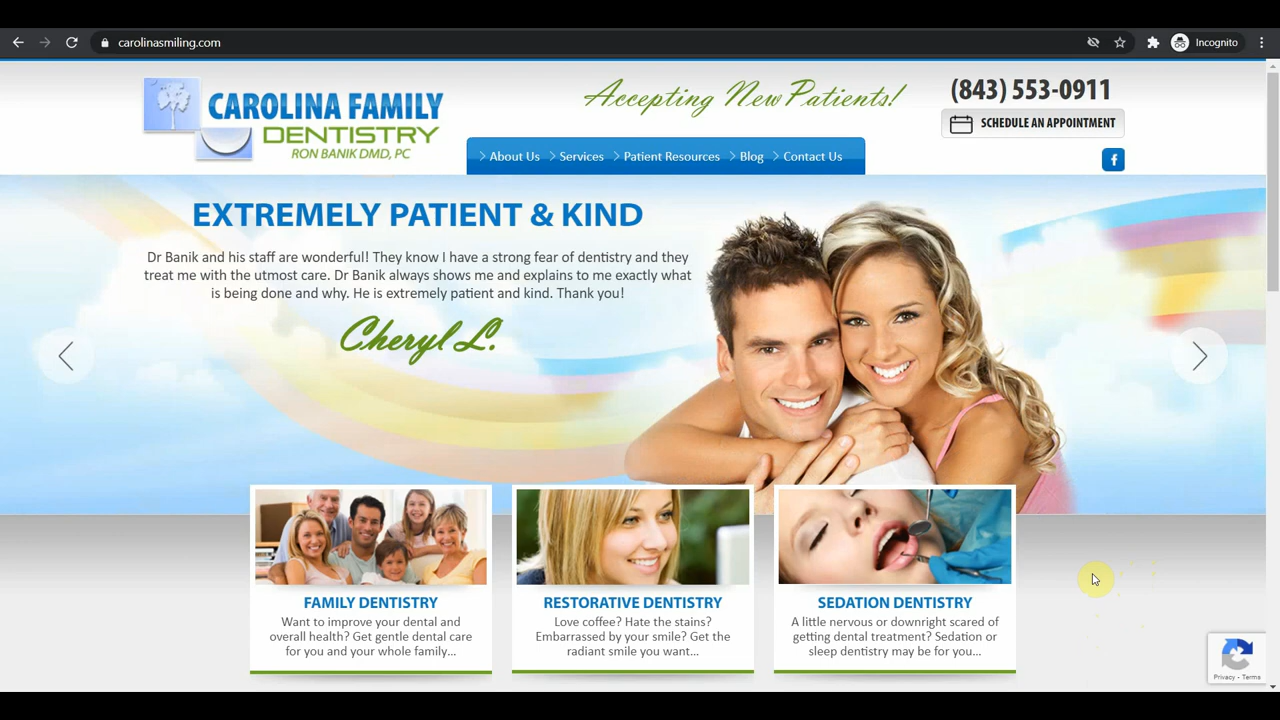 carolinasmiling.com
Incognito
CAROLINA FAMILY
DENTISTRY
RON BANIK DMD, PC
Accepting New Patients!
(843) 553-0911
SCHEDULE AN APPOINTMENT
About Us
Services
Patient Resources
Blog
Contact Us
f
EXTREMELY PATIENT & KIND
Dr Banik and his staff are wonderful! They know I have a strong fear of dentistry and they
treat me with the utmost care. Dr Banik always shows me and explains to me exactly what
is being done and why. He is extremely patient and kind. Thank you!
Cheryl L.
FAMILY DENTISTRY
Want to improve your dental and
overall health? Get gentle dental care
for you and your whole family...
RESTORATIVE DENTISTRY
Love coffee? Hate the stains?
Embarrassed by your smile? Get the
radiant smile you want...
SEDATION DENTISTRY
A little nervous or downright scared of
getting dental treatment? Sedation or
sleep dentistry may be for you...
Privacy - Terms